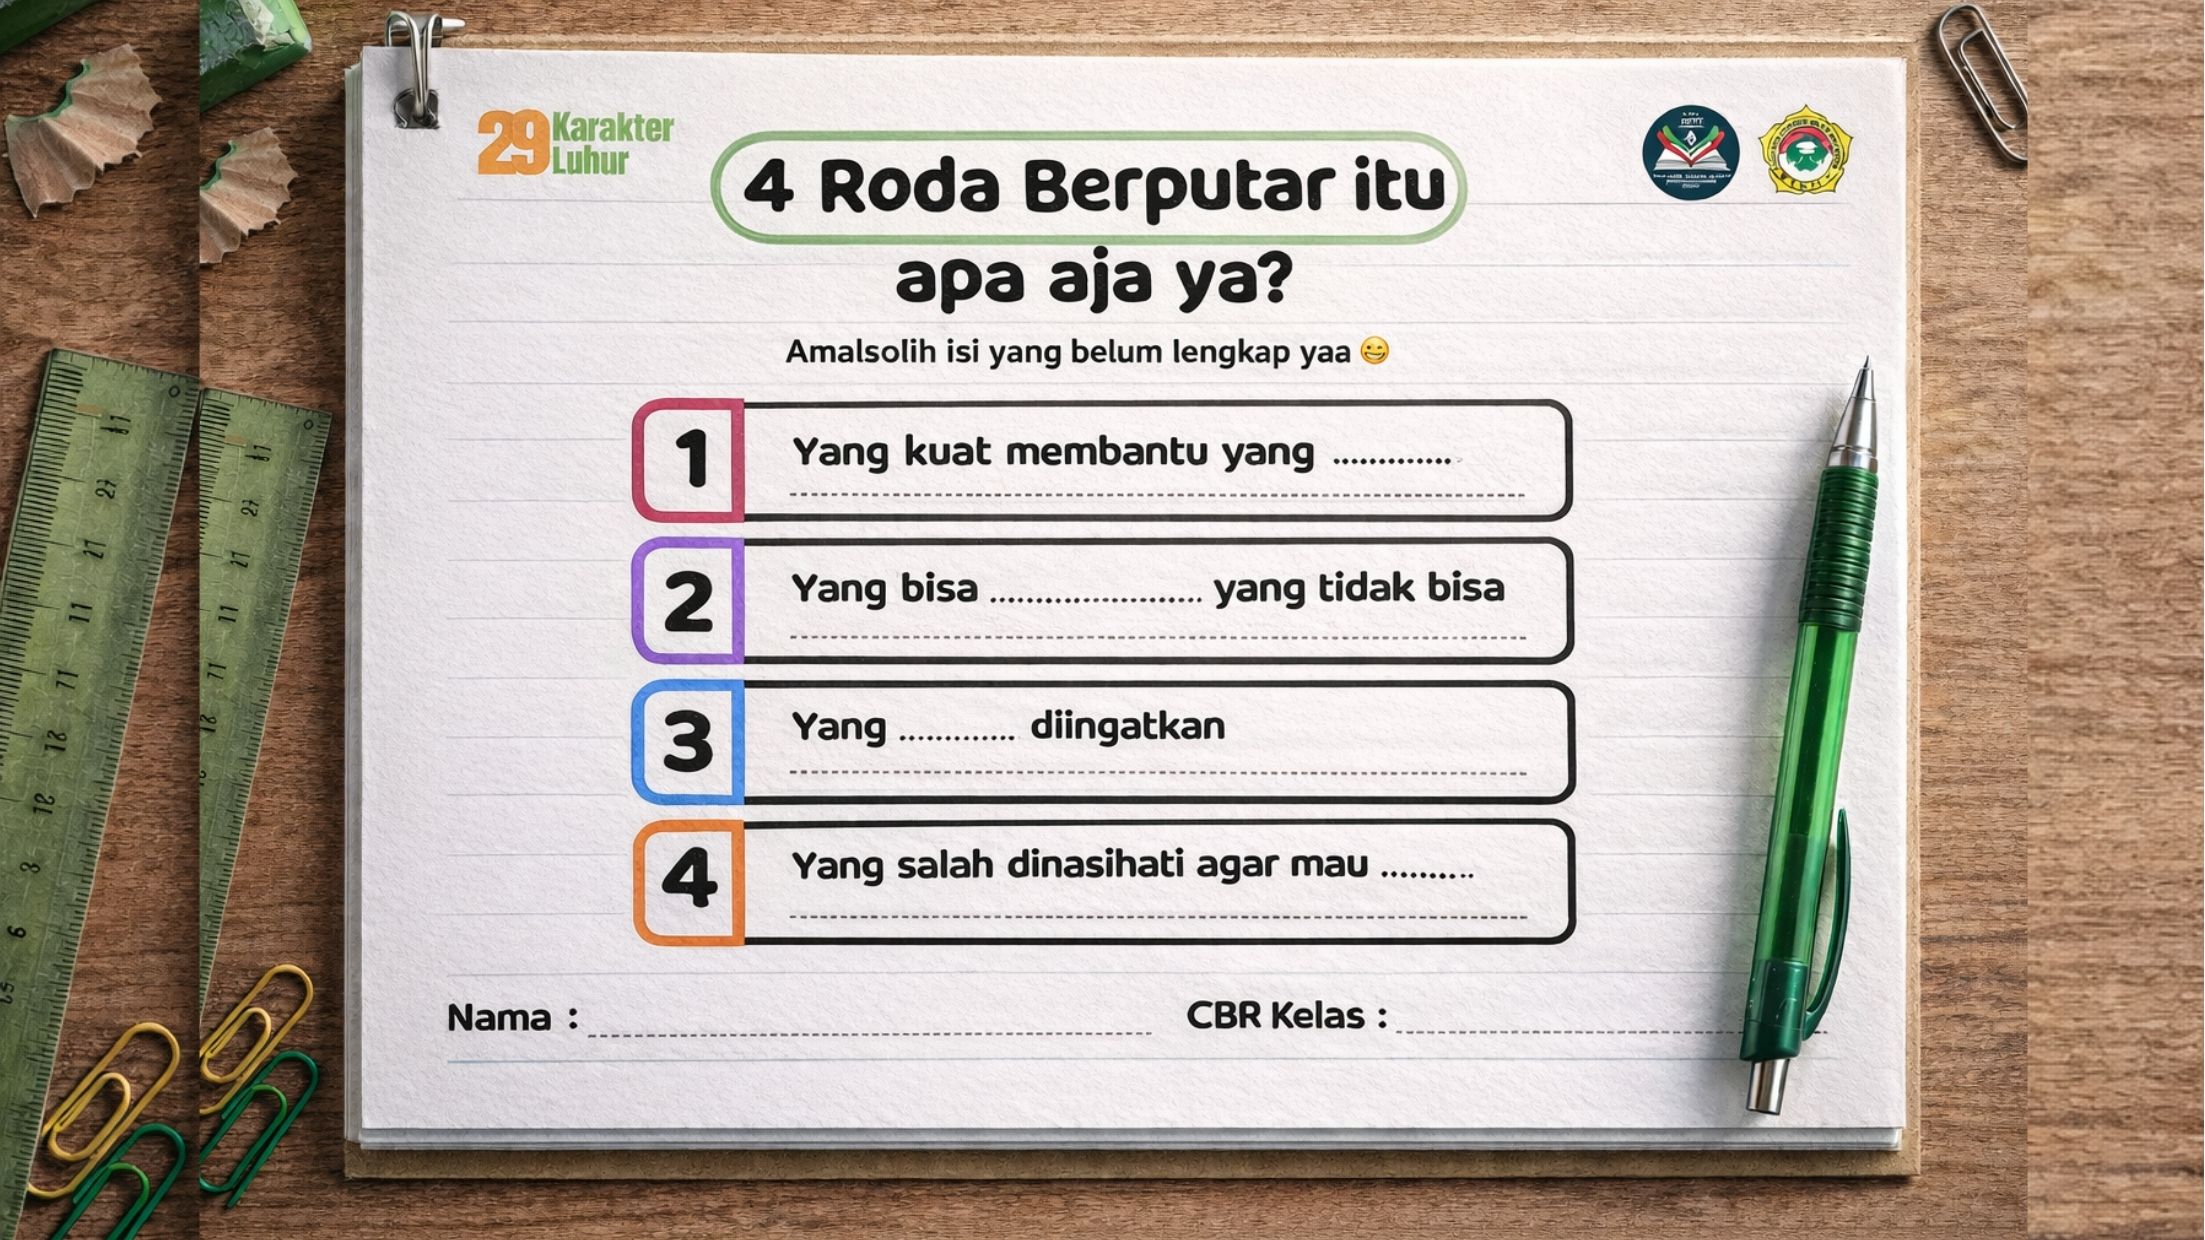 29 Karakter
Luhur
4 Roda Berputar itu
apa aja ya?
Amalsolih isi yang belum lengkap yaa 😀
1 Yang kuat membantu yang .............
2 Yang bisa ....................... yang tidak bisa
3 Yang ............. diingatkan
4 Yang salah dinasihati agar mau ..........
Nama : CBR Kelas :